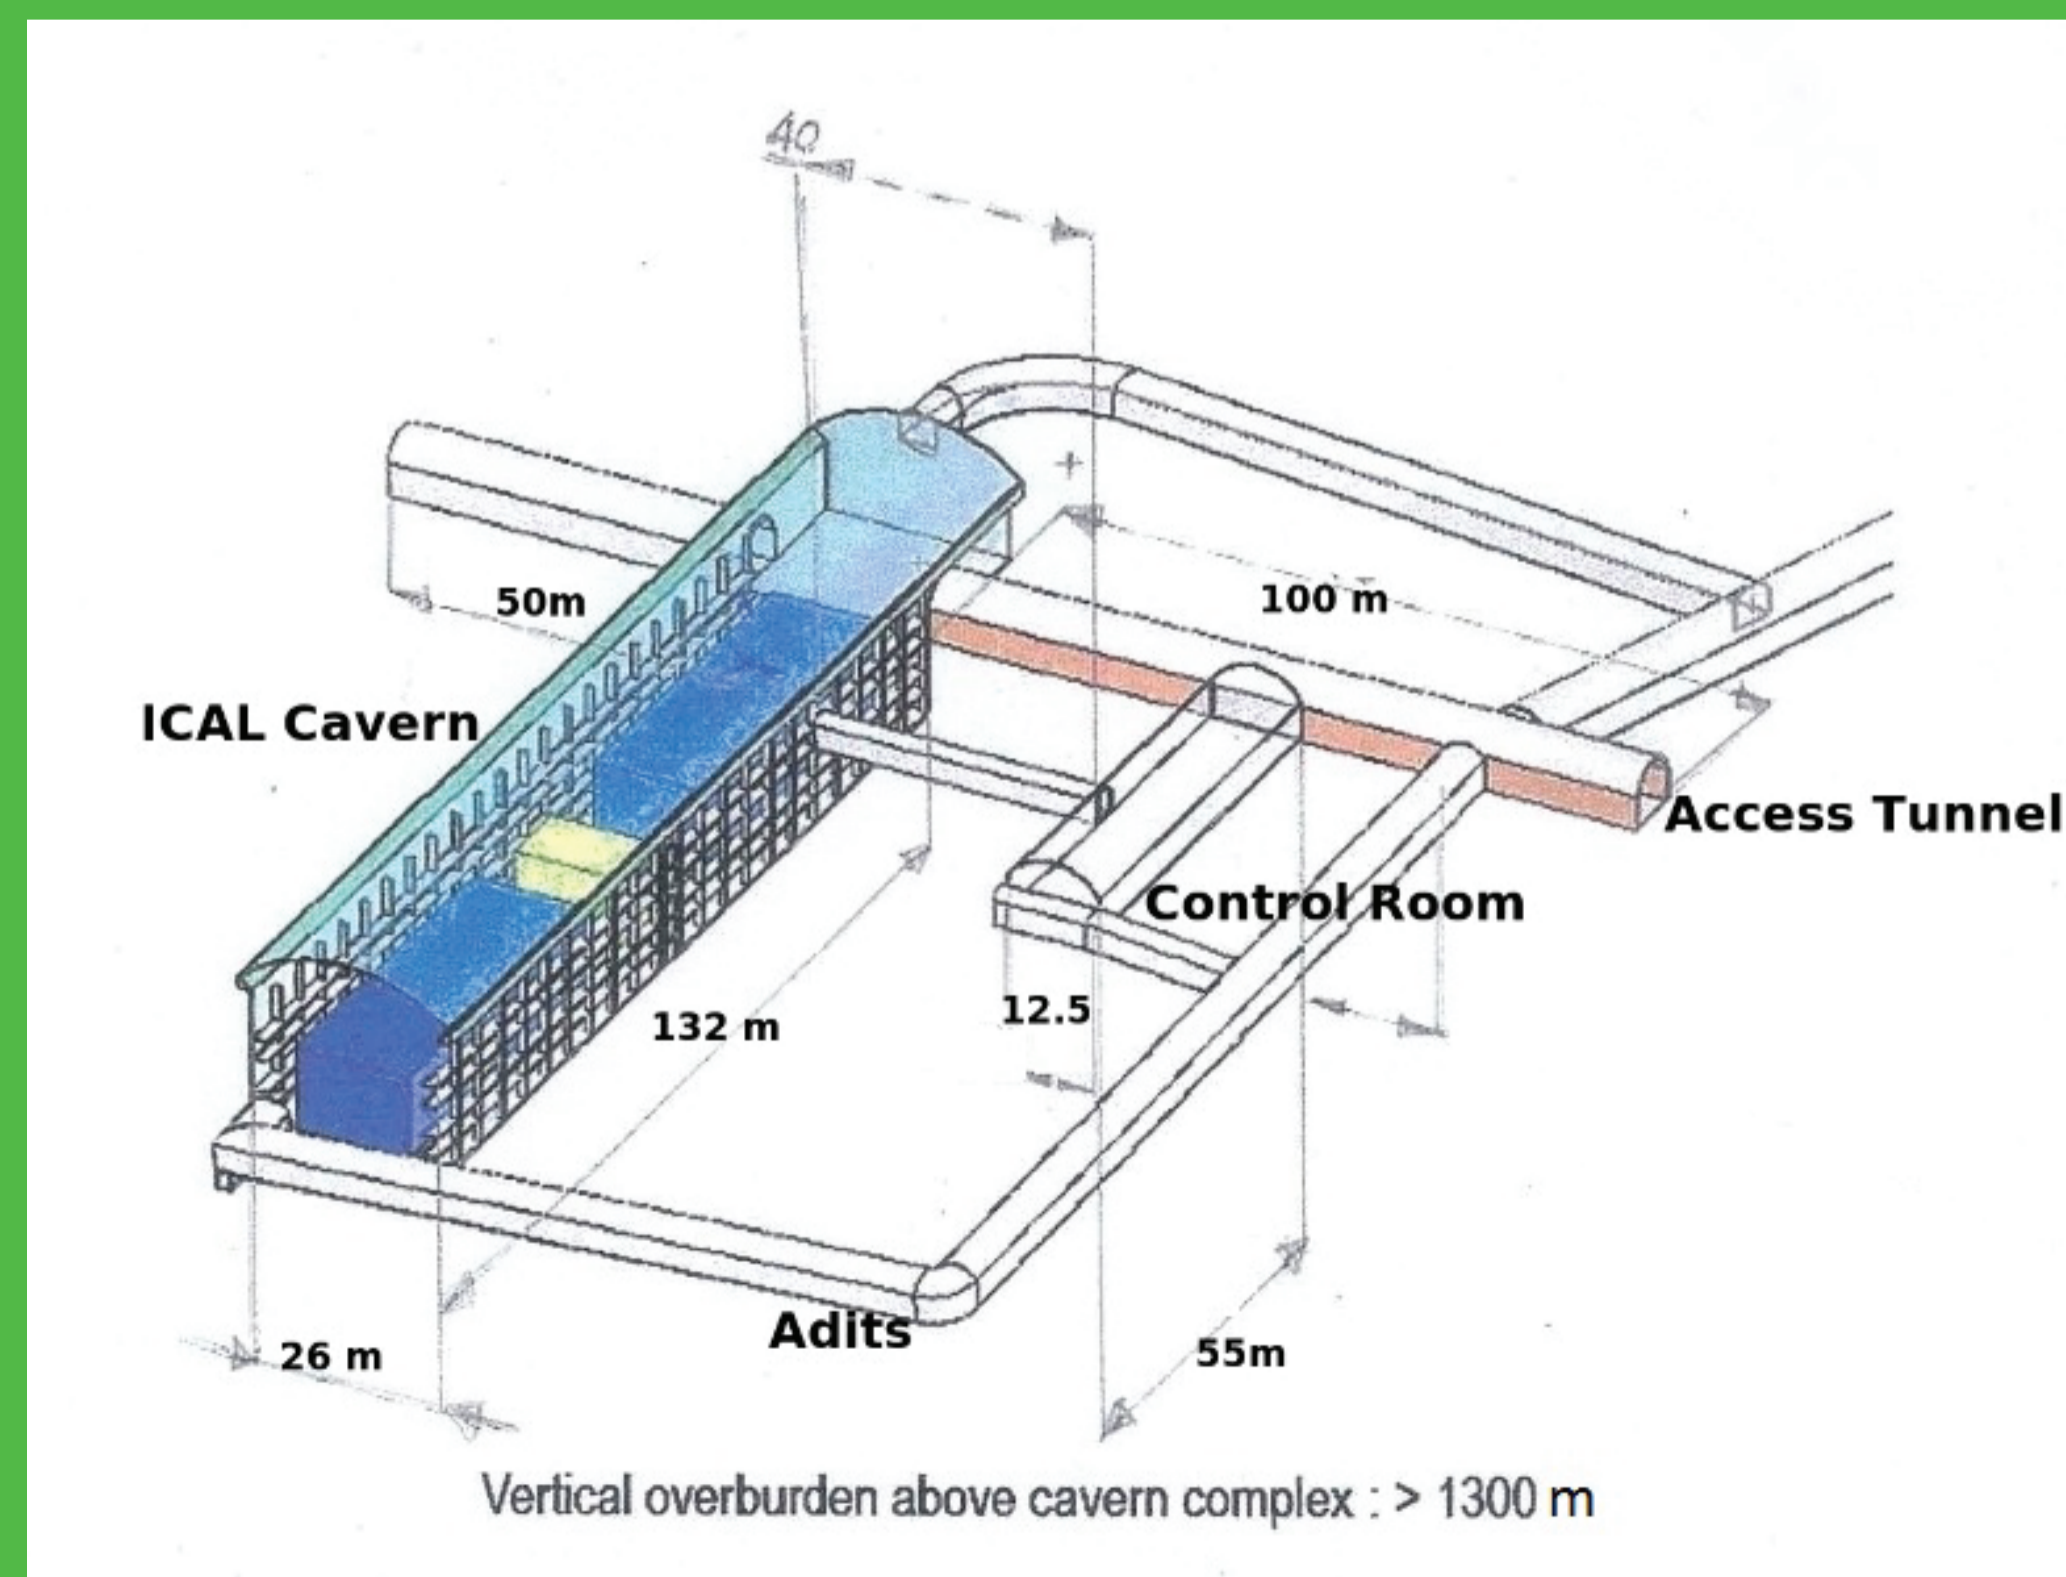 40
50m
100 m
ICAL Cavern
Access Tunnel
Control Room
12.5
132 m
Adits
26 m
55m
Vertical overburden above cavern complex : > 1300 m